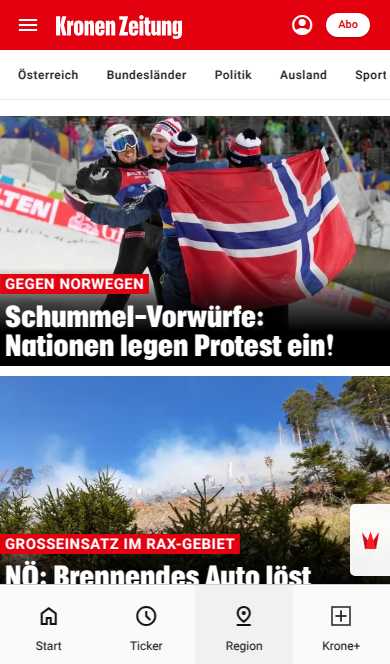 Kronen Zeitung
Abo
Österreich Bundesländer Politik Ausland Sport
GEGEN NORWEGEN
Schummel-Vorwürfe:
Nationen legen Protest ein!
GROSSEINSATZ IM RAX-GEBIET
NÖ: Brennendes Auto löst
Start Ticker Region Krone+